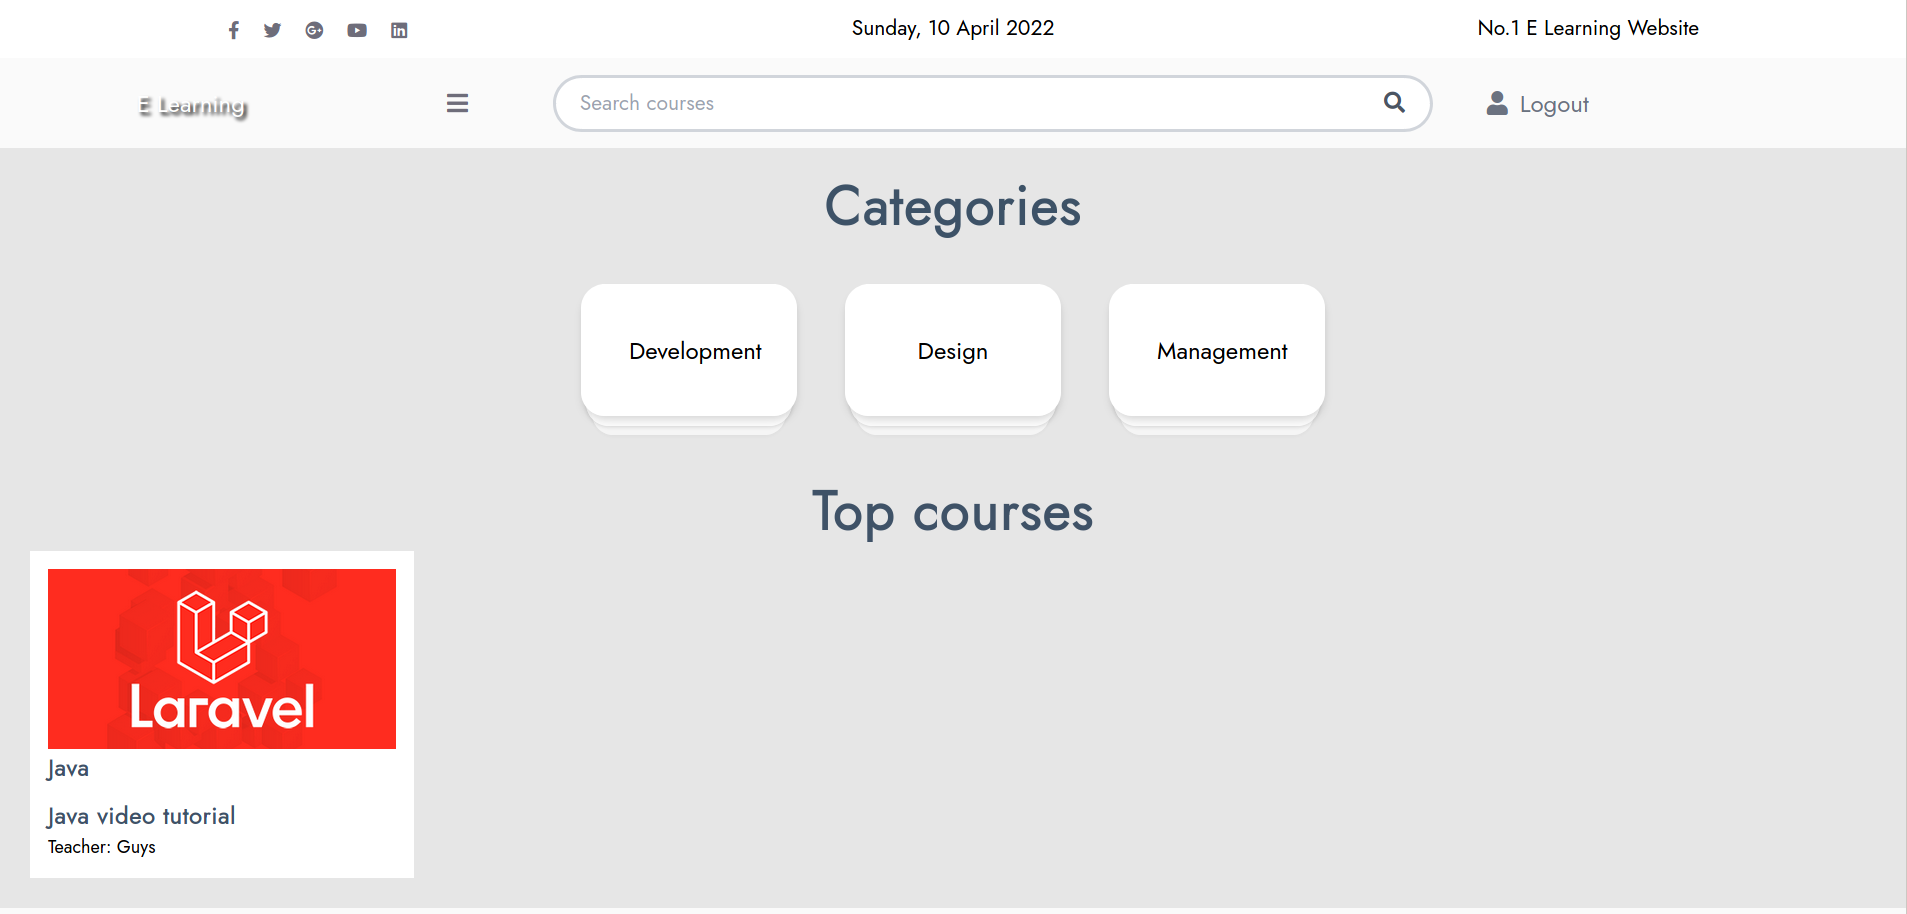 Sunday, 10 April 2022
No.1 E Learning Website
E Learning
Search courses
Logout
Categories
Development
Design
Management
Top courses
Laravel
Java
Java video tutorial
Teacher: Guys